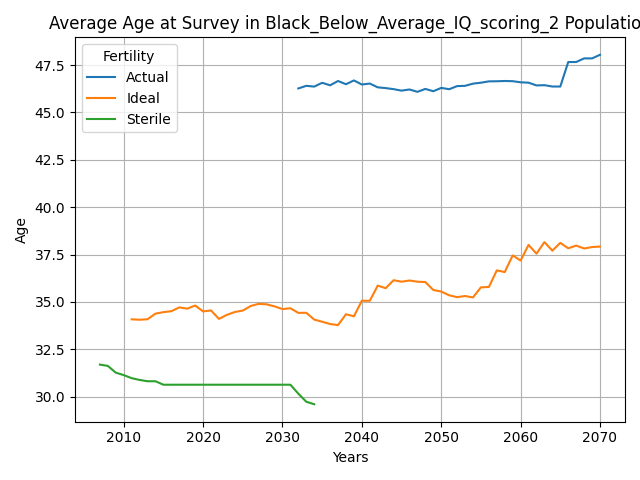 Average Age at Survey in Black_Below_Average_IQ_scoring_2 Populatio
Fertility
Actual
Ideal
Sterile
47.5
45.0
42.5
40.0
37.5
35.0
32.5
30.0
Age
2010 2020 2030 2040 2050 2060 2070
Years